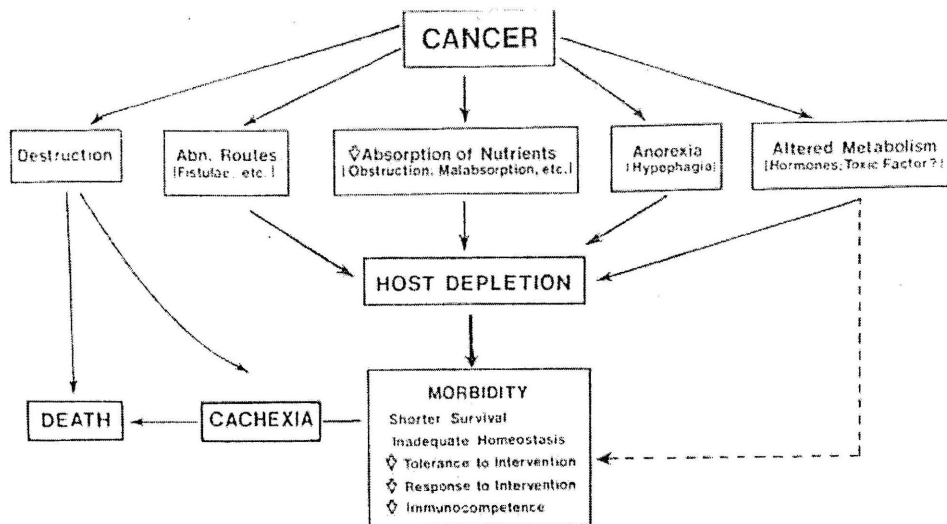 CANCER
Destruction
Abn. Routes
[Fistulae, etc.]
⇩Absorption of Nutrients
[Obstruction, Malabsorption, etc.]
Anorexia
[Hypophagia]
Altered Metabolism
[Hormones; Toxic Factor?]
HOST DEPLETION
MORBIDITY
Shorter Survival
Inadequate Homeostasis
⇩ Tolerance to Intervention
⇩ Response to Intervention
⇩ Immunocompetence
CACHEXIA
DEATH